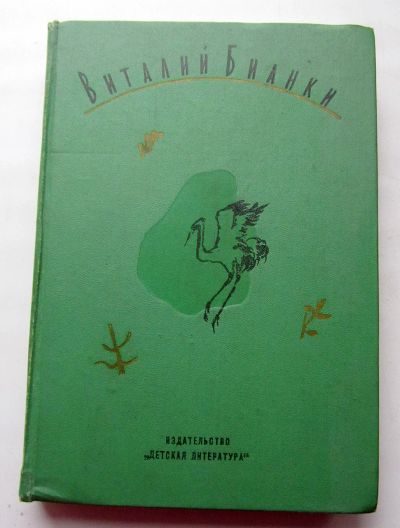 Виталий Бианки
ИЗДАТЕЛЬСТВО
„ДЕТСКАЯ ЛИТЕРАТУРА“